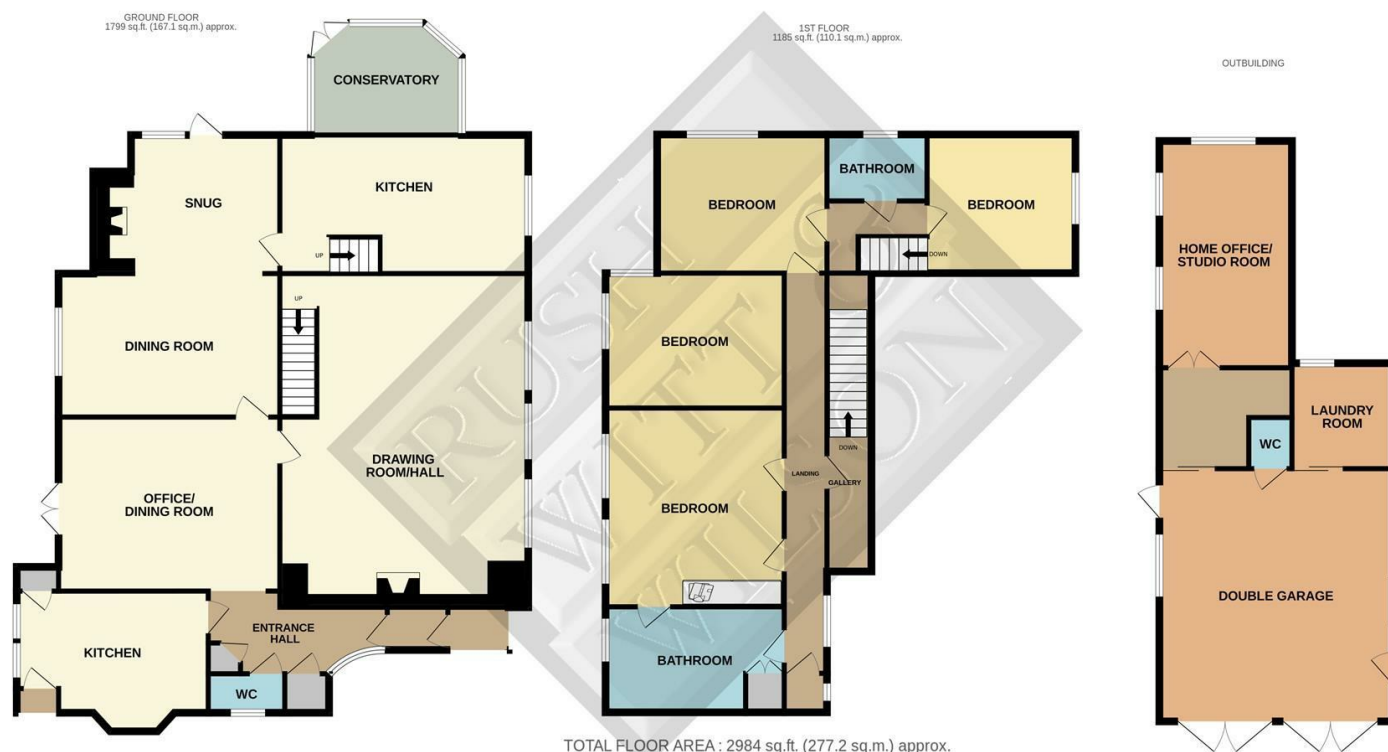 GROUND FLOOR
1799 sq.ft. (167.1 sq.m.) approx.
CONSERVATORY
SNUG
KITCHEN
UP
UP
DINING ROOM
DRAWING
ROOM/HALL
OFFICE/
DINING ROOM
ENTRANCE
HALL
KITCHEN
WC
1ST FLOOR
1185 sq.ft. (110.1 sq.m.) approx.
BEDROOM
BATHROOM
BEDROOM
DOWN
BEDROOM
BEDROOM
DOWN
LANDING
GALLERY
BATHROOM
RUSH
WITT &
WILSON
OUTBUILDING
HOME OFFICE/
STUDIO ROOM
LAUNDRY
ROOM
WC
DOUBLE GARAGE
TOTAL FLOOR AREA : 2984 sq.ft. (277.2 sq.m.) approx.